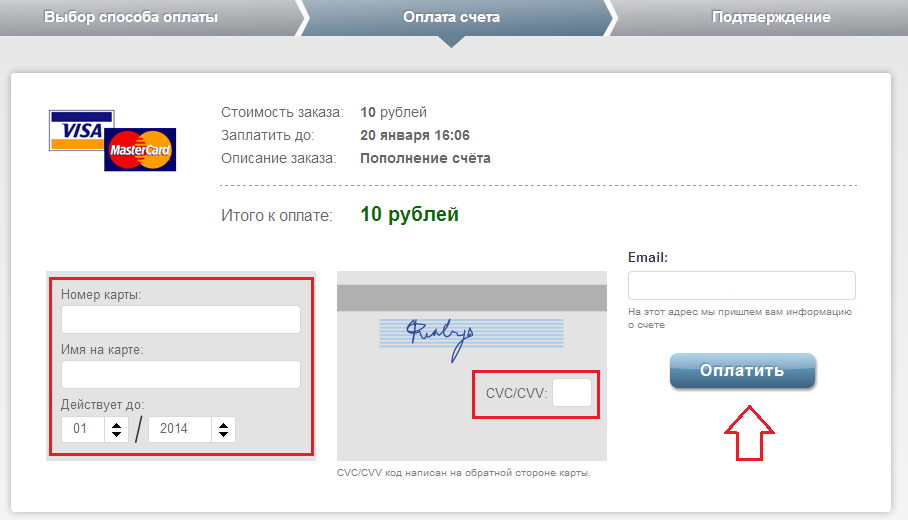 Выбор способа оплаты
Оплата счета
Подтверждение
VISA
MasterCard
Стоимость заказа: 10 рублей
Заплатить до: 20 января 16:06
Описание заказа: Пополнение счёта
Итого к оплате: 10 рублей
Номер карты:
Имя на карте:
Действует до:
01 / 2014
CVC/CVV:
CVC/CVV код написан на обратной стороне карты.
Email:
На этот адрес мы пришлем вам информацию
о счете
Оплатить